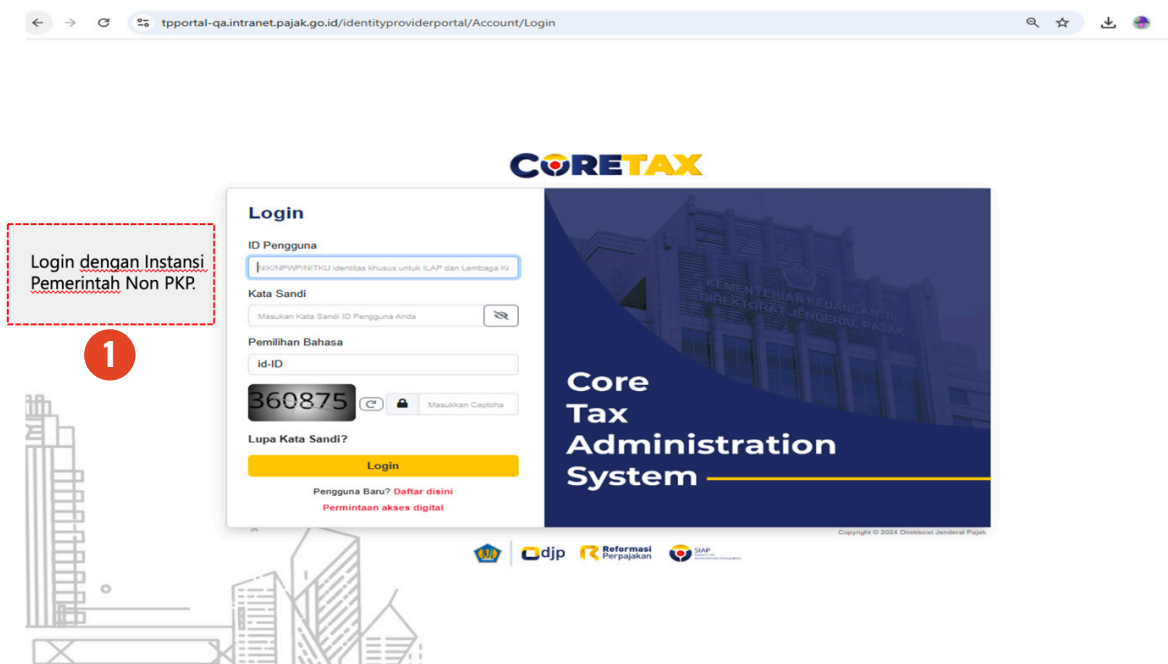 tpportal-qa.intranet.pajak.go.id/identityproviderportal/Account/Login
CORETAX
Login
ID Pengguna
NIK/NPWP/NITKU identitas khusus untuk ILAP dan Lembaga Ke
Kata Sandi
Masukan Kata Sandi ID Pengguna Anda
Pemilihan Bahasa
id-ID
360875
Masukkan Captcha
Lupa Kata Sandi?
Login
Pengguna Baru? Daftar disini
Permintaan akses digital
Login dengan Instansi
Pemerintah Non PKP.
1
KEMENTERIAN KEUANGAN RI
DIREKTORAT JENDERAL PAJAK
Core
Tax
Administration
System
Copyright © 2024 Direktorat Jenderal Pajak
djp
Reformasi
Perpajakan
SIAP